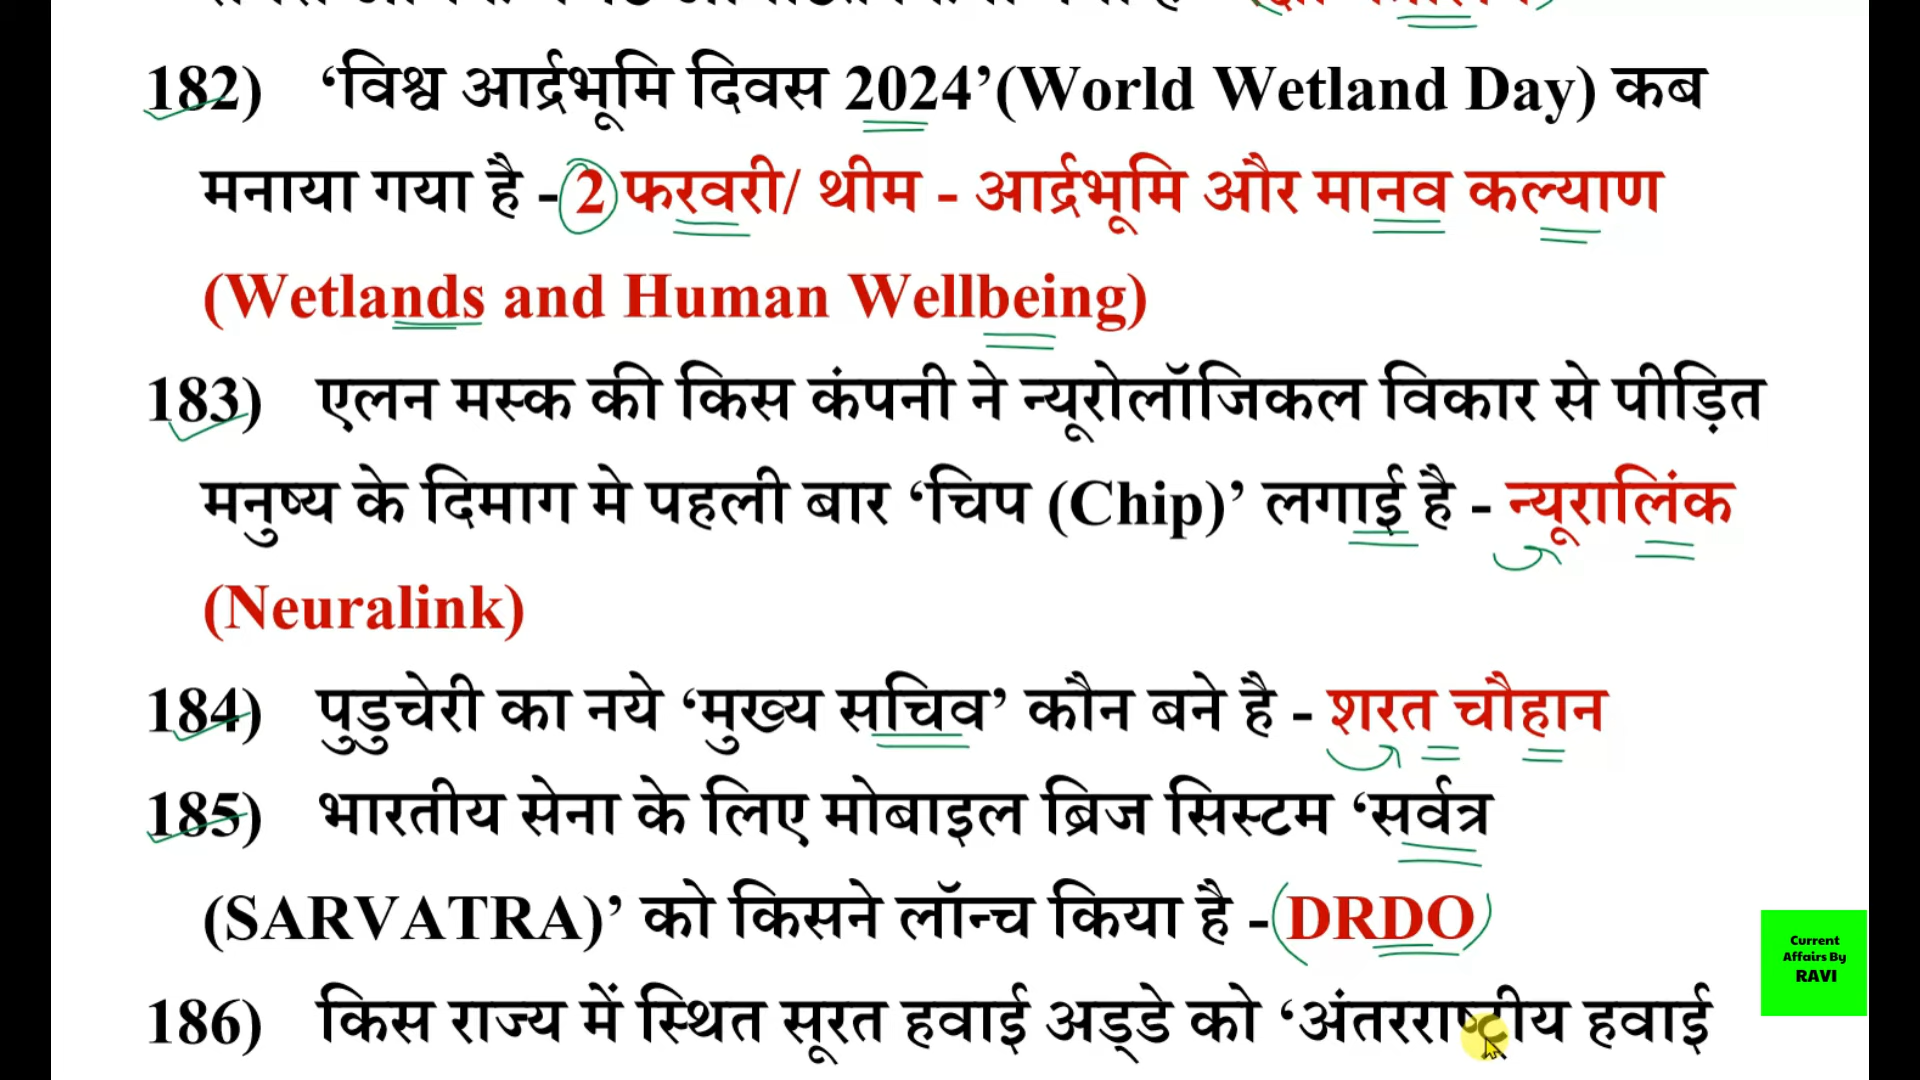 182) ‘विश्व आर्द्रभूमि दिवस 2024’(World Wetland Day) कब
मनाया गया है - 2 फरवरी/ थीम - आर्द्रभूमि और मानव कल्याण
(Wetlands and Human Wellbeing)
183) एलन मस्क की किस कंपनी ने न्यूरोलॉजिकल विकार से पीड़ित
मनुष्य के दिमाग मे पहली बार ‘चिप (Chip)’ लगाई है - न्यूरालिंक
(Neuralink)
184) पुडुचेरी का नये ‘मुख्य सचिव’ कौन बने है - शरत चौहान
185) भारतीय सेना के लिए मोबाइल ब्रिज सिस्टम ‘सर्वत्र
(SARVATRA)’ को किसने लॉन्च किया है - DRDO
186) किस राज्य में स्थित सूरत हवाई अड्डे को ‘अंतरराष्ट्रीय हवाई
Current
Affairs By
RAVI